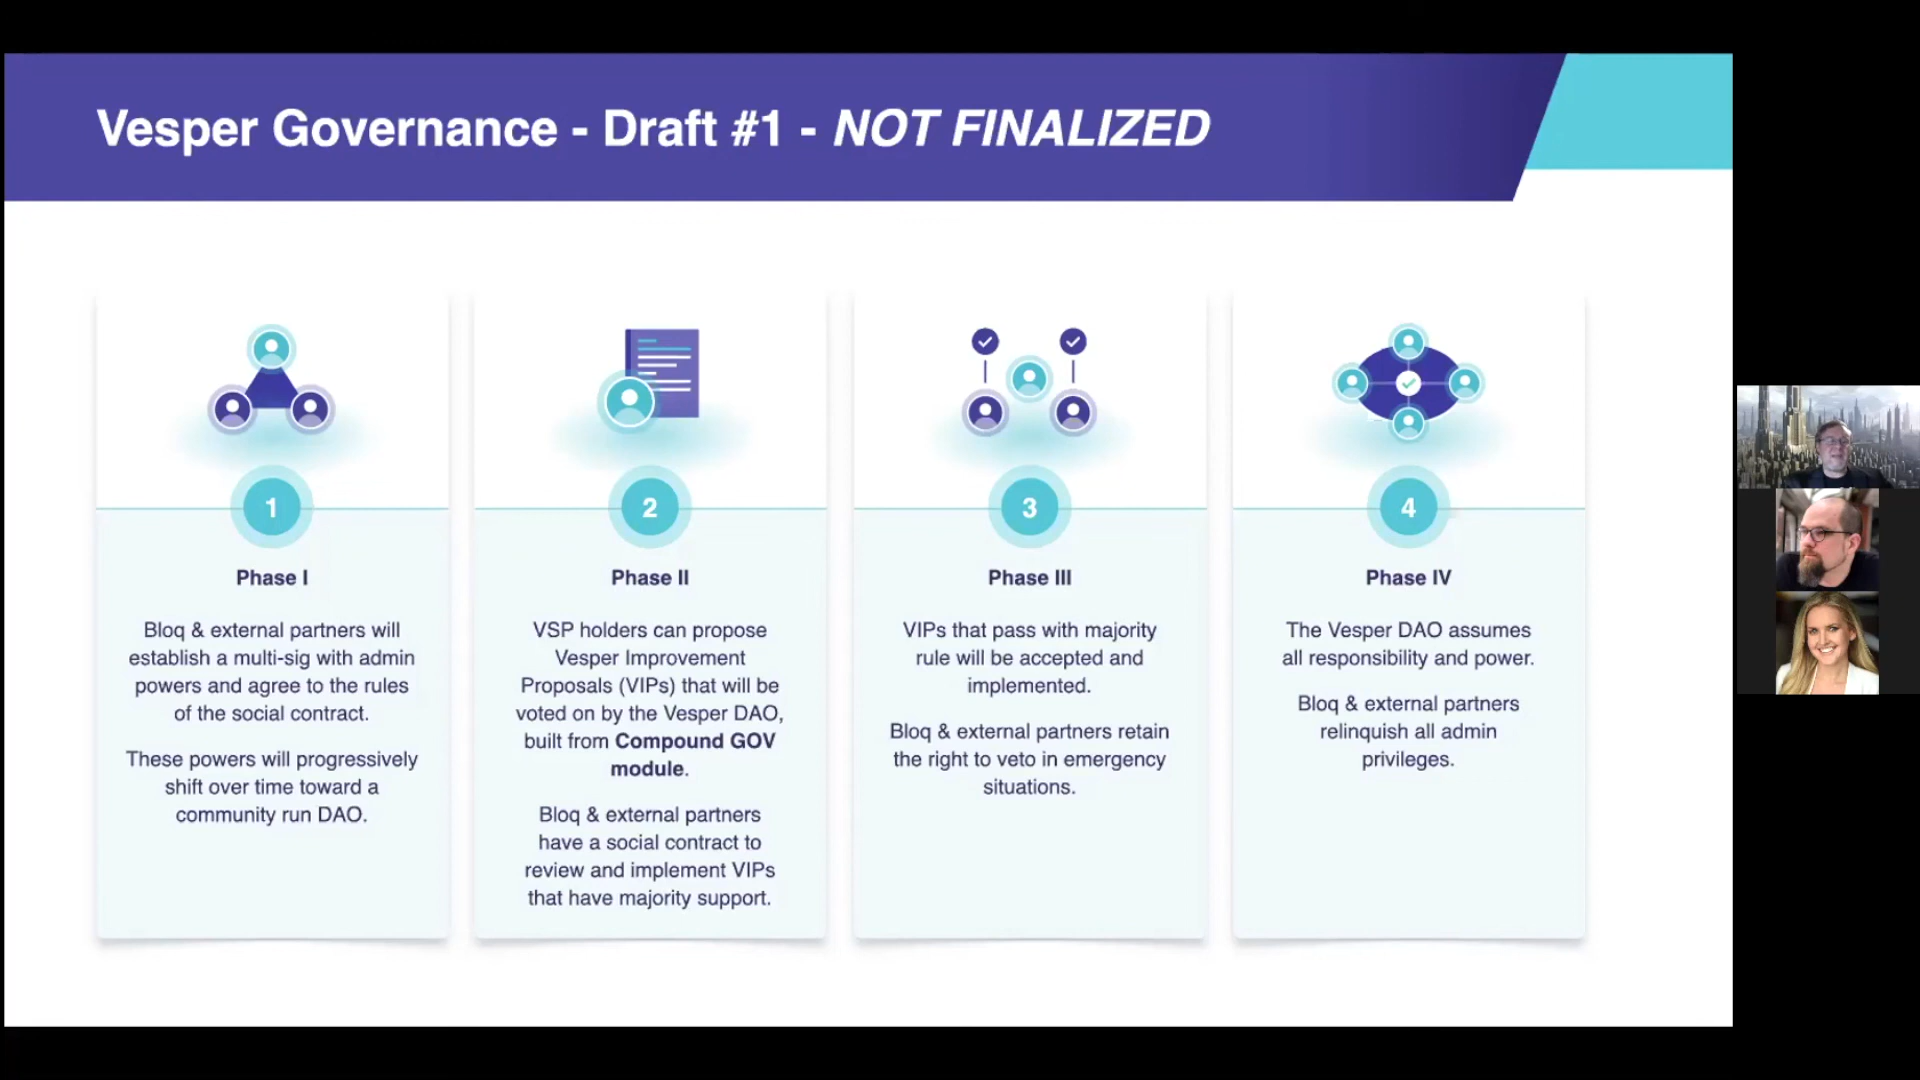 Vesper Governance - Draft #1 - NOT FINALIZED
1
Phase I
Bloq & external partners will
establish a multi-sig with admin
powers and agree to the rules
of the social contract.
These powers will progressively
shift over time toward a
community run DAO.
2
Phase II
VSP holders can propose
Vesper Improvement
Proposals (VIPs) that will be
voted on by the Vesper DAO,
built from Compound GOV
module.
Bloq & external partners
have a social contract to
review and implement VIPs
that have majority support.
3
Phase III
VIPs that pass with majority
rule will be accepted and
implemented.
Bloq & external partners retain
the right to veto in emergency
situations.
4
Phase IV
The Vesper DAO assumes
all responsibility and power.
Bloq & external partners
relinquish all admin
privileges.